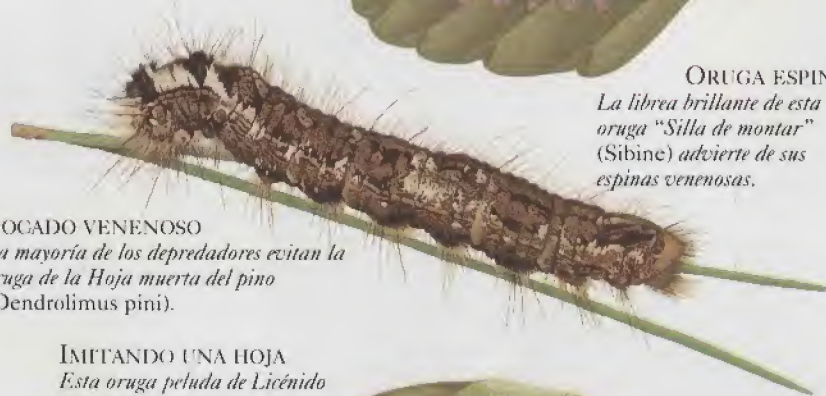 ORUGA ESPIN
La librea brillante de esta
oruga “Silla de montar”
(Sibine) advierte de sus
espinas venenosas.
OCADO VENENOSO
a mayoría de los depredadores evitan la
ruga de la Hoja muerta del pino
Dendrolimus pini).
IMITANDO UNA HOJA
Esta oruga peluda de Licénido